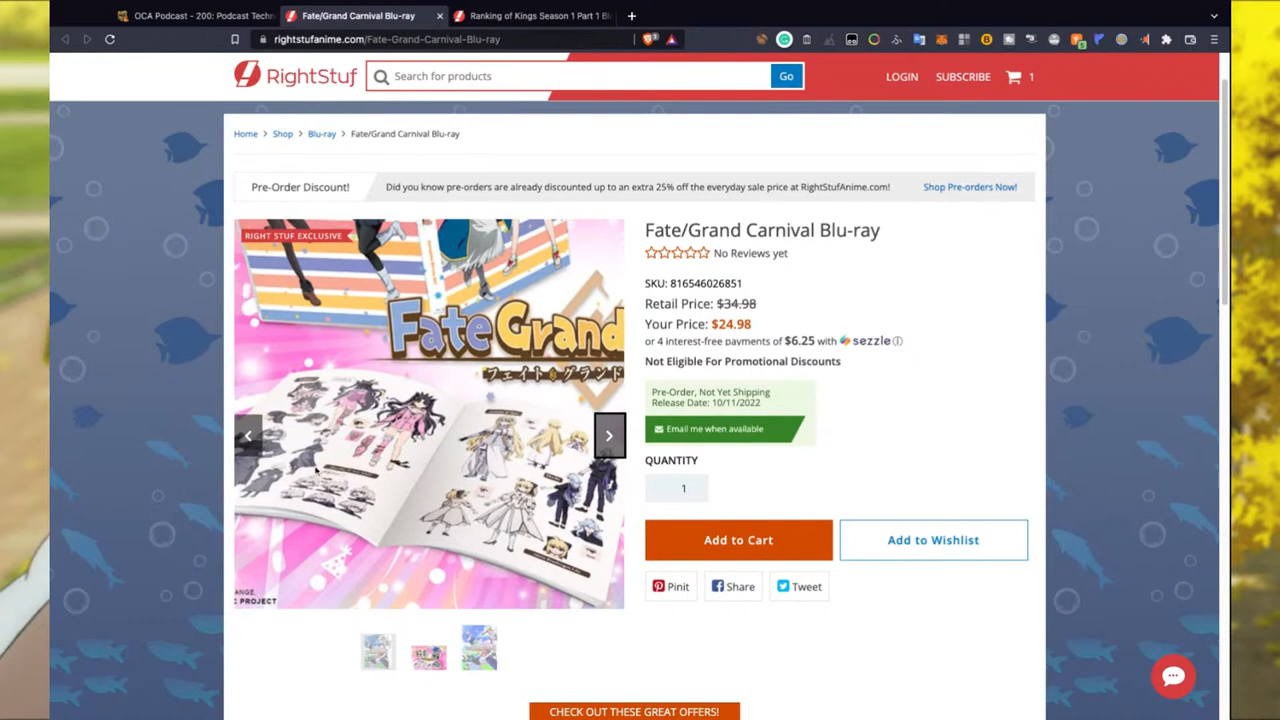 OCA Podcast - 200: Podcast Techn
Fate/Grand Carnival Blu-ray
Ranking of Kings Season 1 Part 1 Bl
rightstufanime.com/Fate-Grand-Carnival-Blu-ray
RightStuf
Search for products
Go
LOGIN
SUBSCRIBE
1
Home
Shop
Blu-ray
Fate/Grand Carnival Blu-ray
Pre-Order Discount!
Did you know pre-orders are already discounted up to an extra 25% off the everyday sale price at RightStufAnime.com!
Shop Pre-orders Now!
RIGHT STUF EXCLUSIVE
Fate Grand
フェイト グランド
ANGE,
C PROJECT
Fate/Grand Carnival Blu-ray
No Reviews yet
SKU: 816546026851
Retail Price: $34.98
Your Price: $24.98
or 4 interest-free payments of $6.25 with sezzle
Not Eligible For Promotional Discounts
Pre-Order, Not Yet Shipping
Release Date: 10/11/2022
Email me when available
QUANTITY
1
Add to Cart
Add to Wishlist
Pinit
Share
Tweet
CHECK OUT THESE GREAT OFFERS!